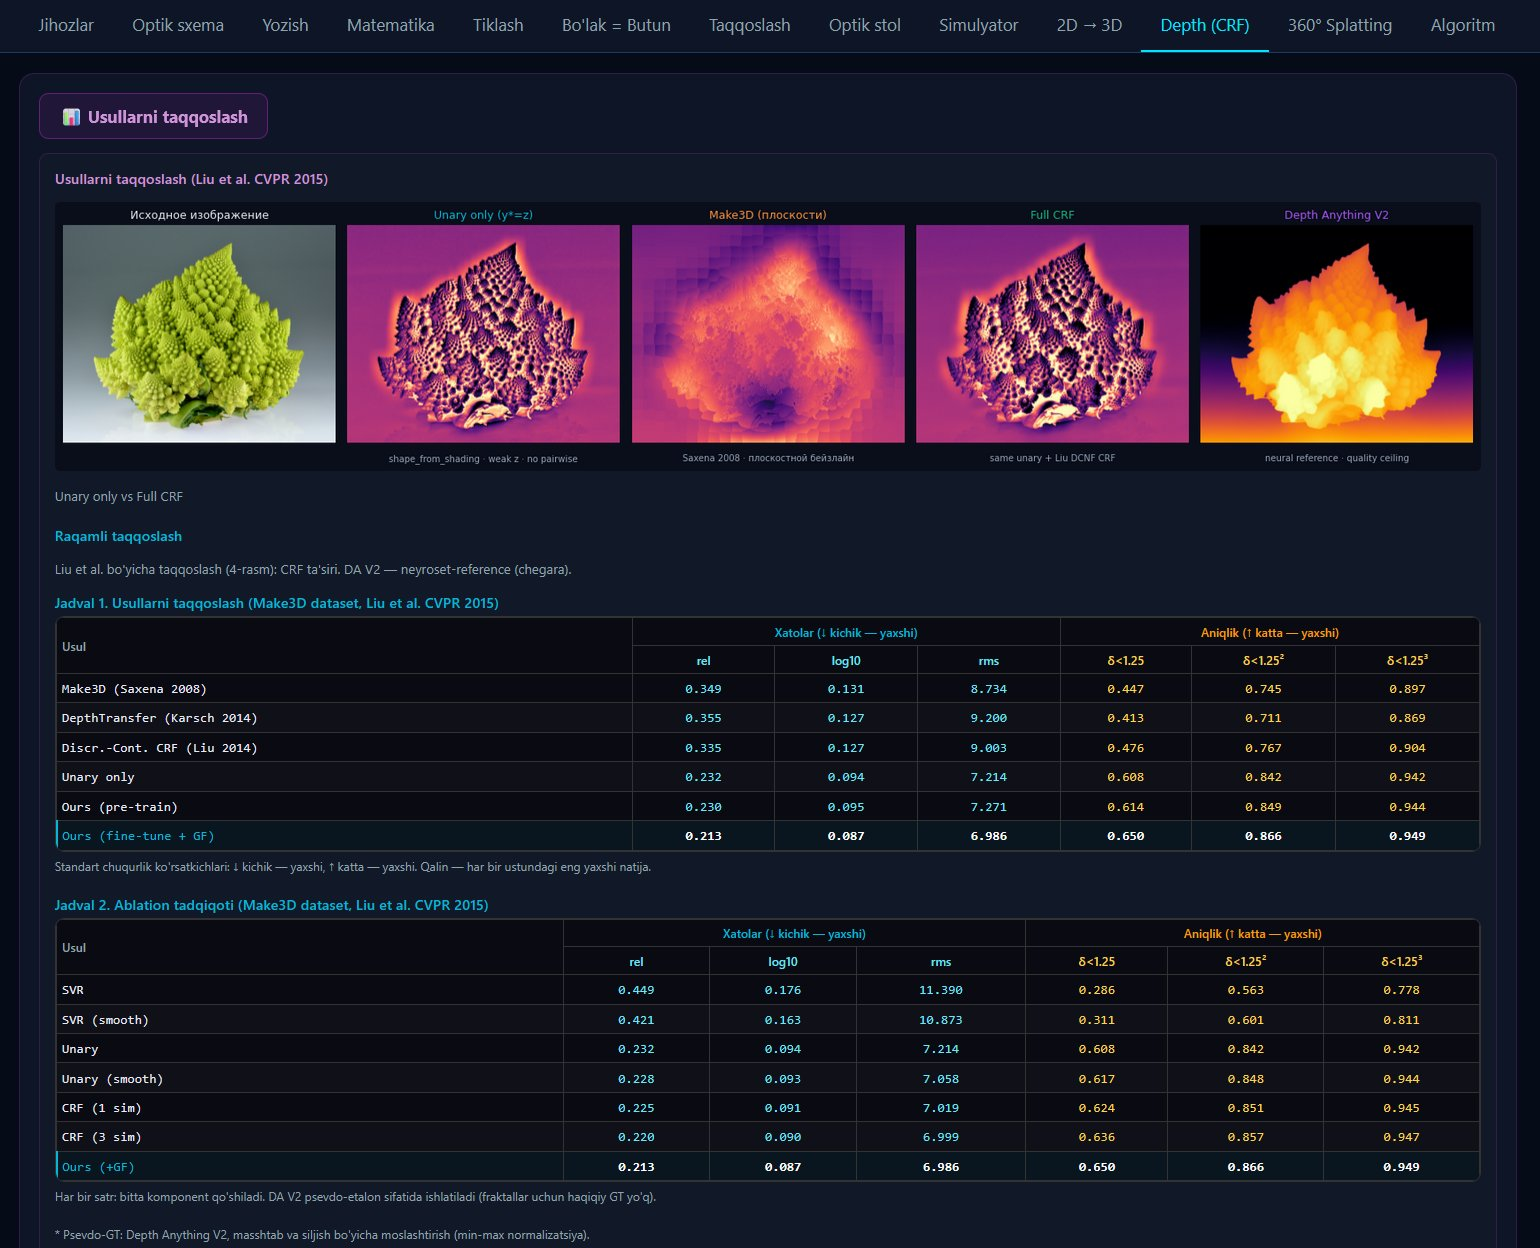 Jihozlar Optik sxema Yozish Matematika Tiklash Bo'lak = Butun Taqqoslash Optik stol Simulyator 2D → 3D Depth (CRF) 360° Splatting Algoritm
📊 Usullarni taqqoslash
Usullarni taqqoslash (Liu et al. CVPR 2015)
Исходное изображение Unary only (y*=z) Make3D (плоскости) Full CRF Depth Anything V2
shape_from_shading · weak z · no pairwise Saxena 2008 · плоскостной бейзлайн same unary + Liu DCNF CRF neural reference · quality ceiling
Unary only vs Full CRF
Raqamli taqqoslash
Liu et al. bo'yicha taqqoslash (4-rasm): CRF ta'siri. DA V2 — neyroset-reference (chegara).
Jadval 1. Usullarni taqqoslash (Make3D dataset, Liu et al. CVPR 2015)
Usul Xatolar (↓ kichik — yaxshi) Aniqlik (↑ katta — yaxshi)
rel log10 rms δ<1.25 δ<1.25² δ<1.25³
Make3D (Saxena 2008) 0.349 0.131 8.734 0.447 0.745 0.897
DepthTransfer (Karsch 2014) 0.355 0.127 9.200 0.413 0.711 0.869
Discr.-Cont. CRF (Liu 2014) 0.335 0.127 9.003 0.476 0.767 0.904
Unary only 0.232 0.094 7.214 0.608 0.842 0.942
Ours (pre-train) 0.230 0.095 7.271 0.614 0.849 0.944
Ours (fine-tune + GF) 0.213 0.087 6.986 0.650 0.866 0.949
Standart chuqurlik ko'rsatkichlari: ↓ kichik — yaxshi, ↑ katta — yaxshi. Qalin — har bir ustundagi eng yaxshi natija.
Jadval 2. Ablation tadqiqoti (Make3D dataset, Liu et al. CVPR 2015)
Usul Xatolar (↓ kichik — yaxshi) Aniqlik (↑ katta — yaxshi)
rel log10 rms δ<1.25 δ<1.25² δ<1.25³
SVR 0.449 0.176 11.390 0.286 0.563 0.778
SVR (smooth) 0.421 0.163 10.873 0.311 0.601 0.811
Unary 0.232 0.094 7.214 0.608 0.842 0.942
Unary (smooth) 0.228 0.093 7.058 0.617 0.848 0.944
CRF (1 sim) 0.225 0.091 7.019 0.624 0.851 0.945
CRF (3 sim) 0.220 0.090 6.999 0.636 0.857 0.947
Ours (+GF) 0.213 0.087 6.986 0.650 0.866 0.949
Har bir satr: bitta komponent qo'shiladi. DA V2 psevdo-etalon sifatida ishlatiladi (fraktallar uchun haqiqiy GT yo'q).
* Psevdo-GT: Depth Anything V2, masshtab va siljish bo'yicha moslashtirish (min-max normalizatsiya).